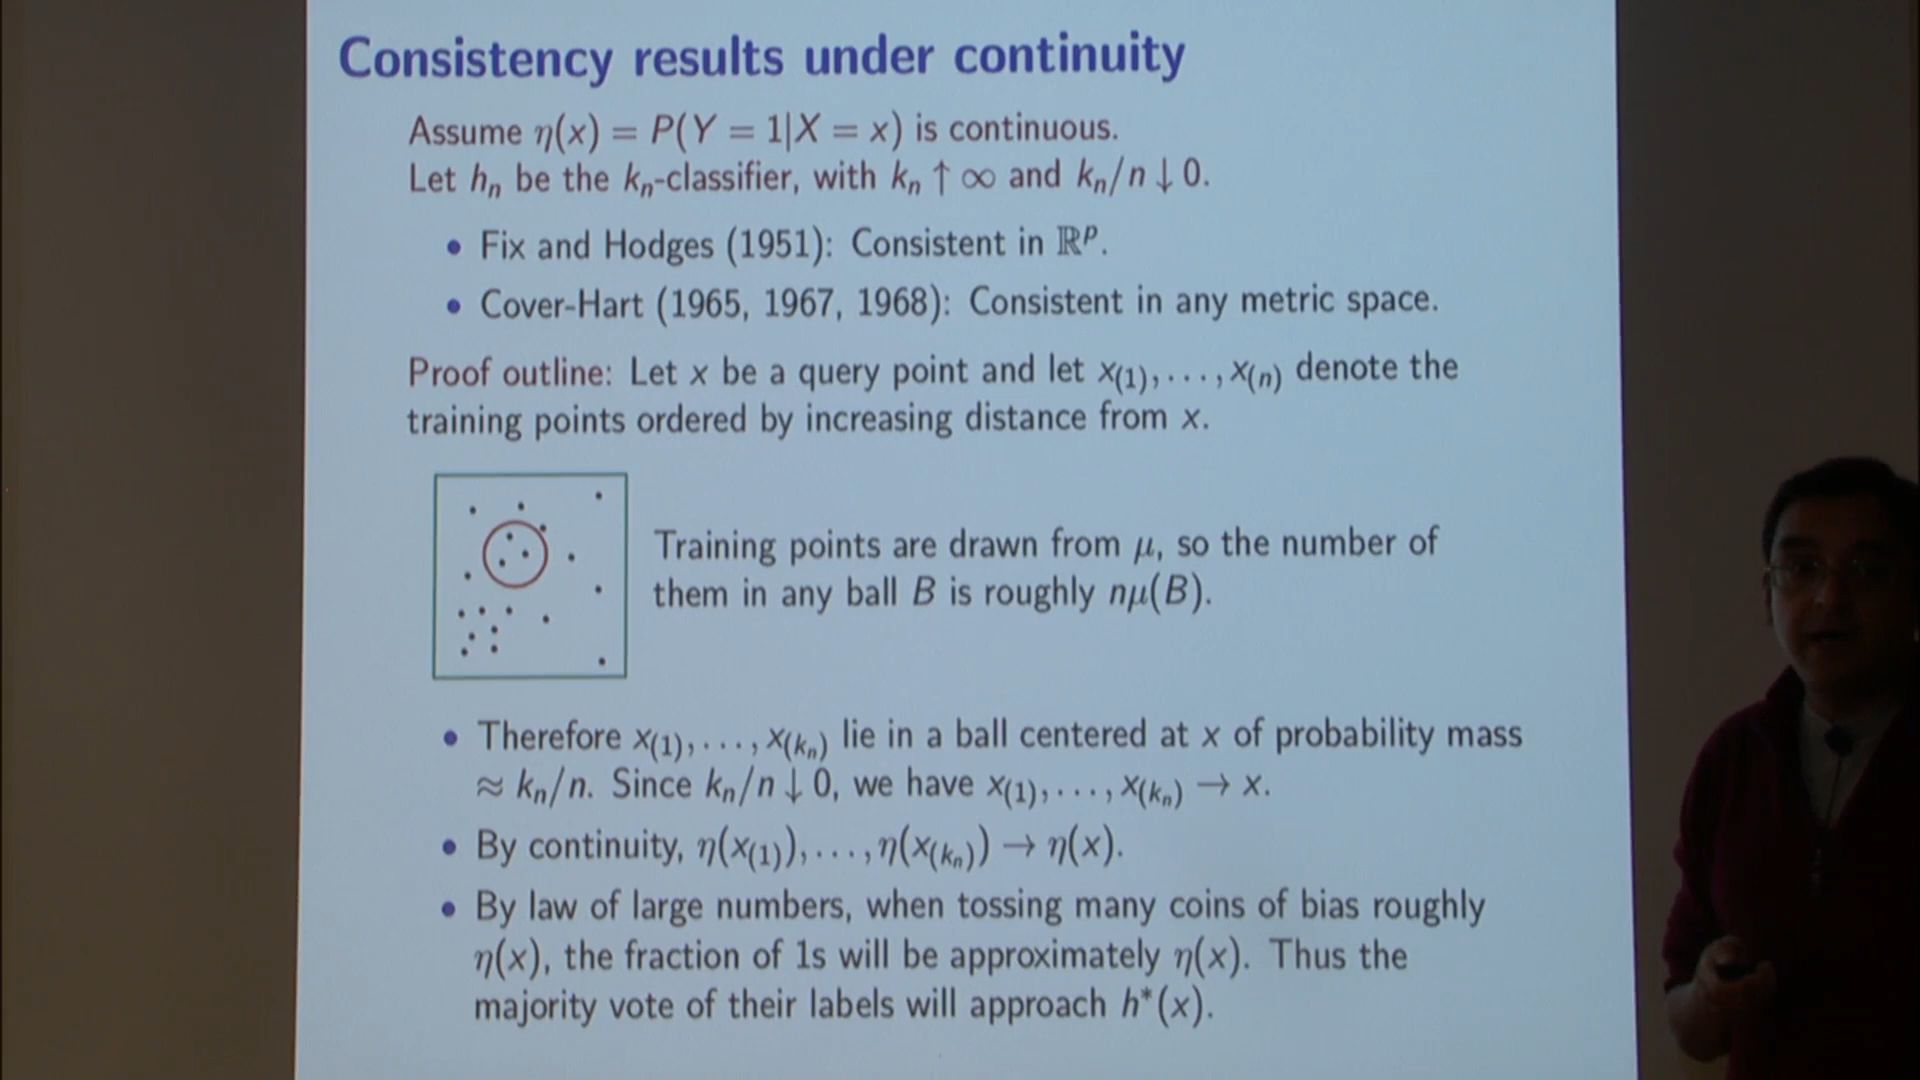 Consistency results under continuity
Assume η(x) = P(Y = 1|X = x) is continuous.
Let hₙ be the kₙ-classifier, with kₙ ↑ ∞ and kₙ/n ↓ 0.
• Fix and Hodges (1951): Consistent in ℝᵖ.
• Cover-Hart (1965, 1967, 1968): Consistent in any metric space.
Proof outline: Let x be a query point and let x₍₁₎, . . . , x₍ₙ₎ denote the
training points ordered by increasing distance from x.
Training points are drawn from μ, so the number of
them in any ball B is roughly nμ(B).
• Therefore x₍₁₎, . . . , x_(kₙ) lie in a ball centered at x of probability mass
≈ kₙ/n. Since kₙ/n ↓ 0, we have x₍₁₎, . . . , x_(kₙ) → x.
• By continuity, η(x₍₁₎), . . . , η(x_(kₙ)) → η(x).
• By law of large numbers, when tossing many coins of bias roughly
η(x), the fraction of 1s will be approximately η(x). Thus the
majority vote of their labels will approach h*(x).